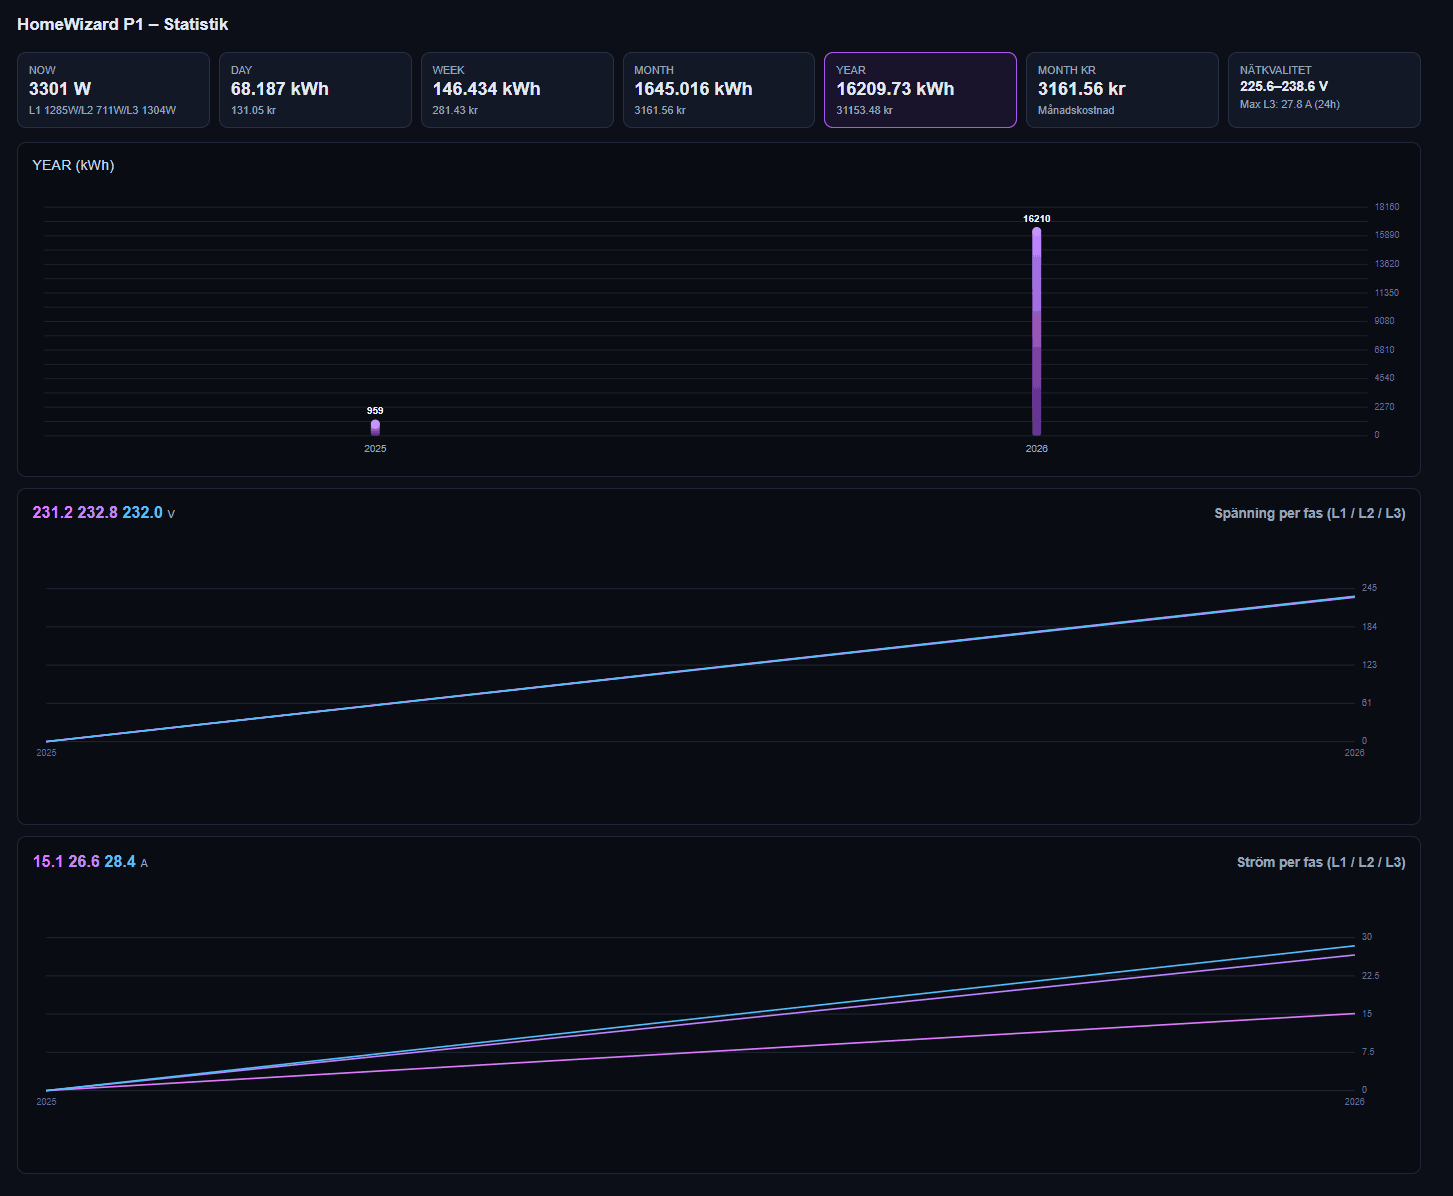 HomeWizard P1 – Statistik
NOW
3301 W
L1 1285W/L2 711W/L3 1304W
DAY
68.187 kWh
131.05 kr
WEEK
146.434 kWh
281.43 kr
MONTH
1645.016 kWh
3161.56 kr
YEAR
16209.73 kWh
31153.48 kr
MONTH KR
3161.56 kr
Månadskostnad
NÄTKVALITET
225.6–238.6 V
Max L3: 27.8 A (24h)
YEAR (kWh)
18160
16210
15890
13620
11350
9080
6810
4540
959
2270
0
2025
2026
231.2 232.8 232.0 V
Spänning per fas (L1 / L2 / L3)
245
184
123
61
0
2025
2026
15.1 26.6 28.4 A
Ström per fas (L1 / L2 / L3)
30
22.5
15
7.5
0
2025
2026